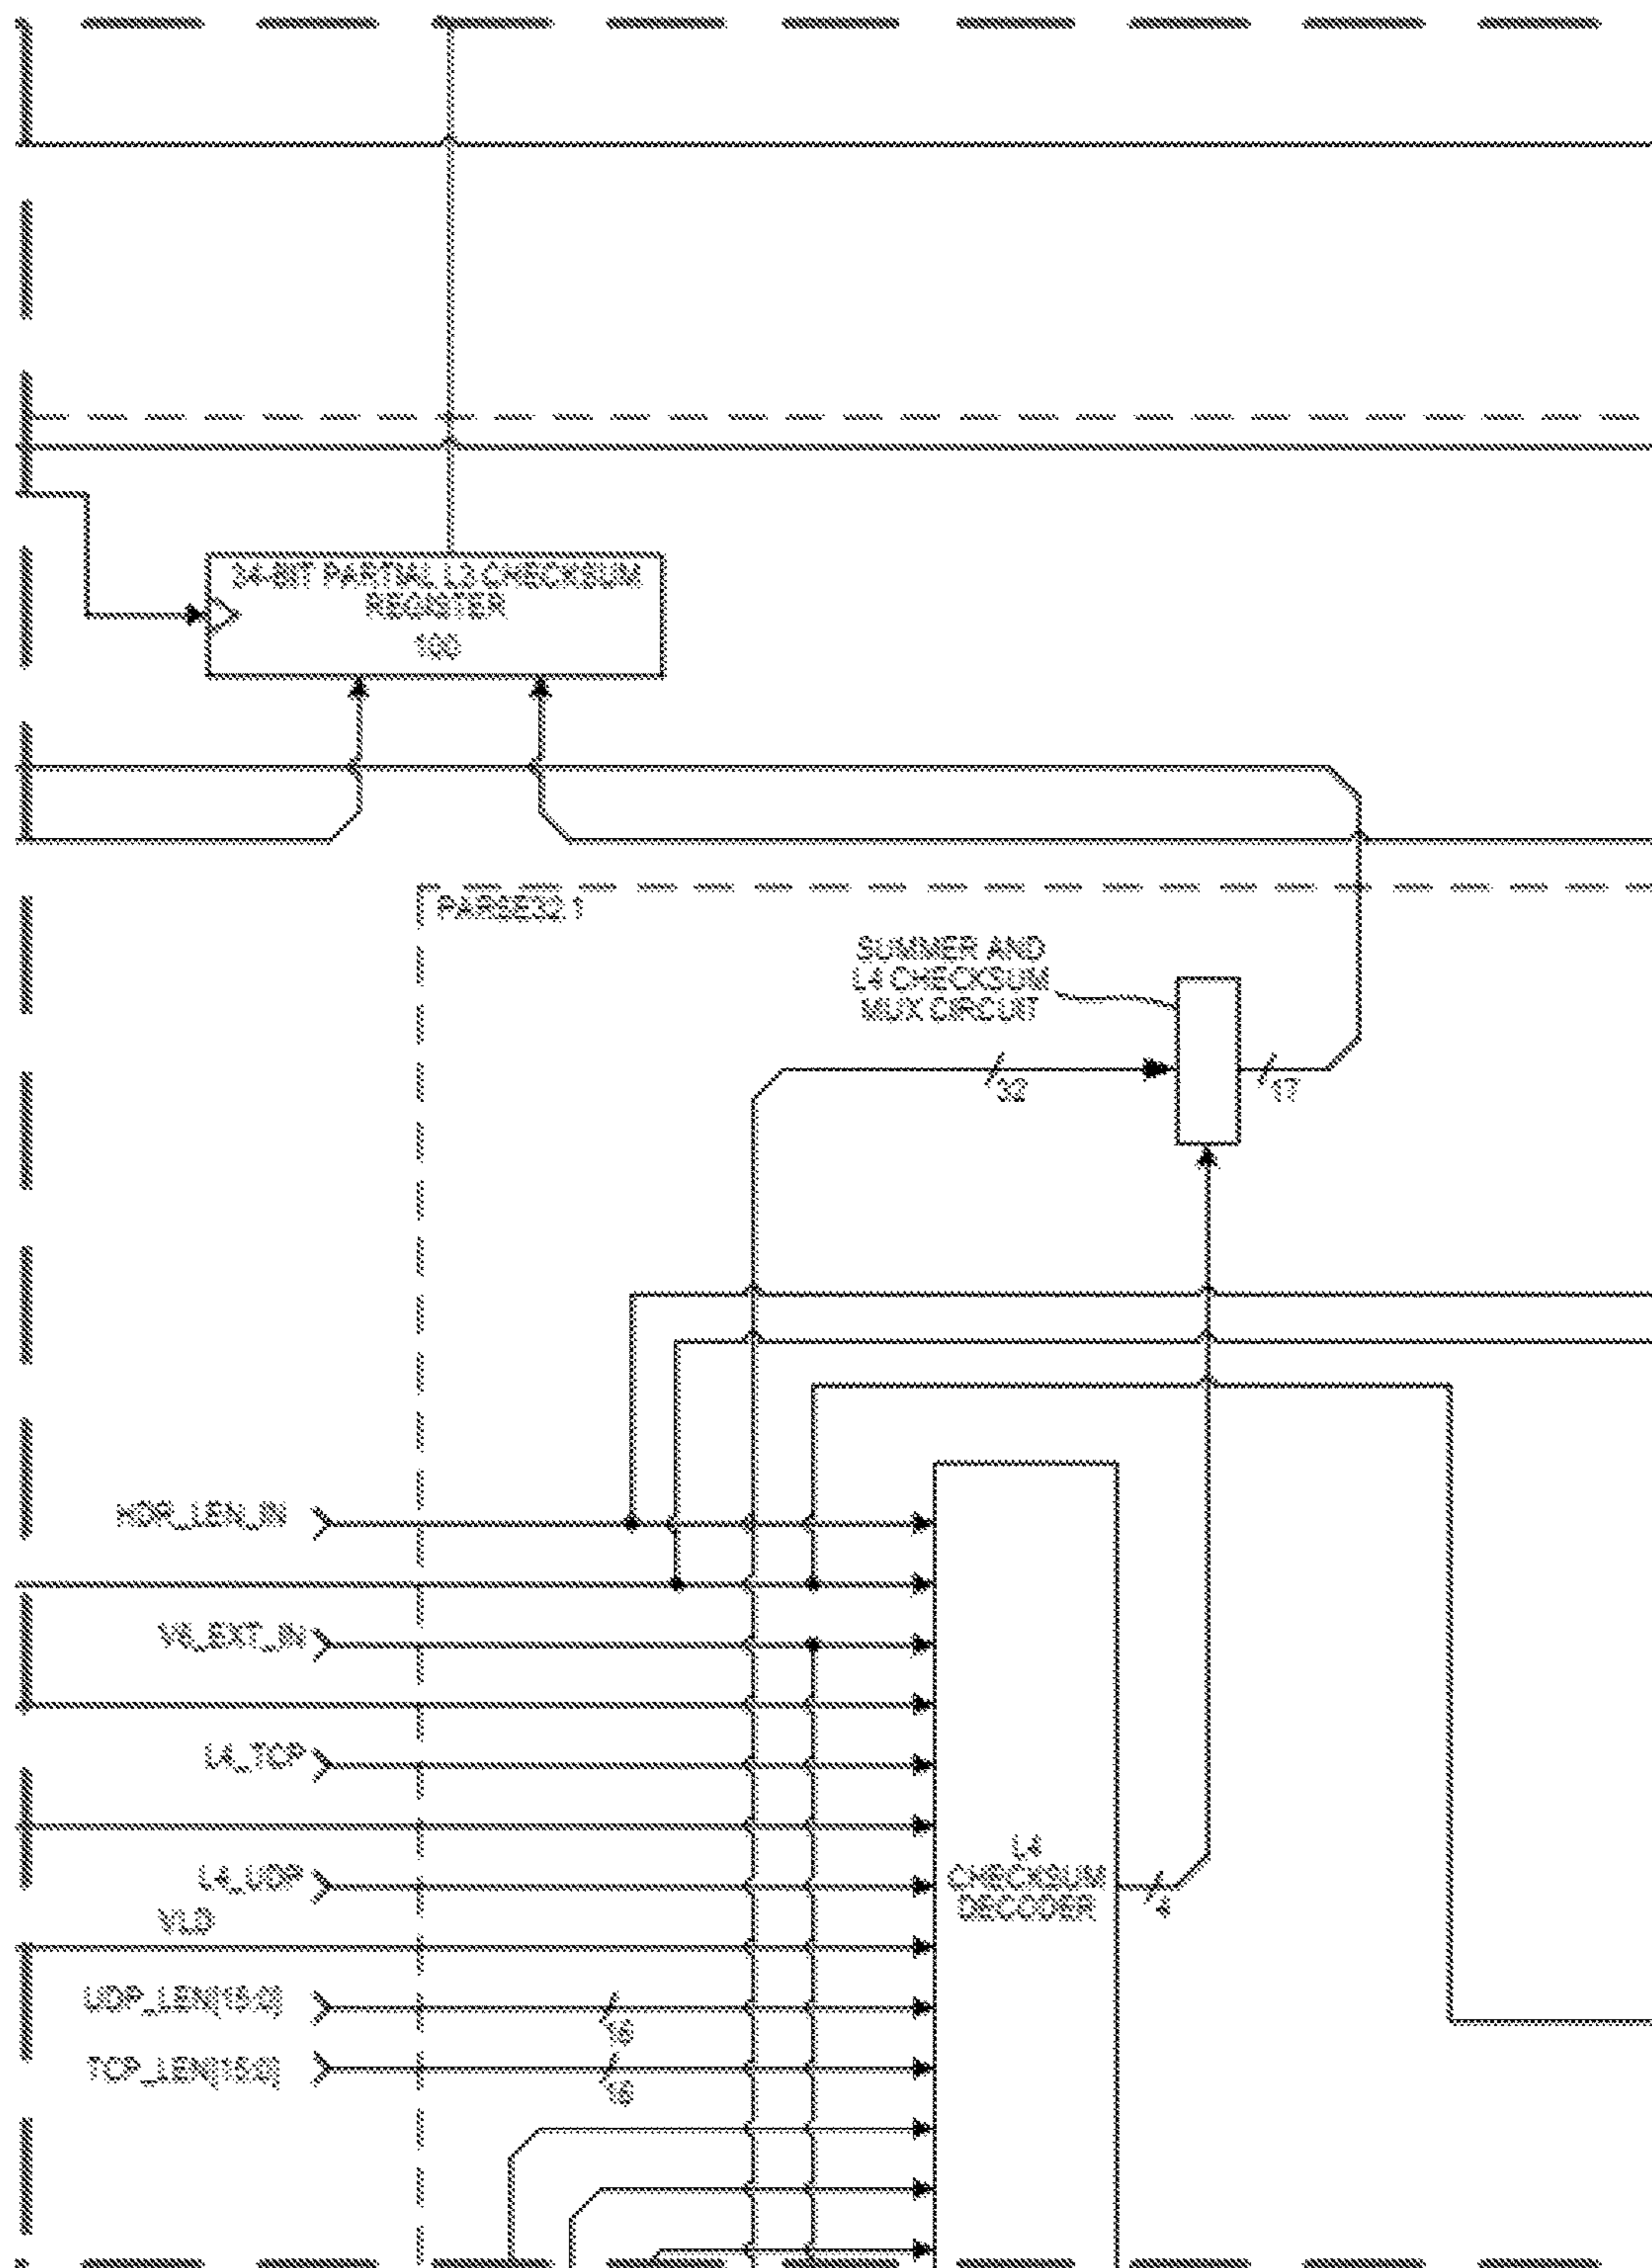 24-BIT PARTIAL L3 CHECKSUM
REGISTER
100
PARSE32 1
SUMMER AND
L4 CHECKSUM
MUX CIRCUIT
32
17
HDR_LEN_IN
V6_EXT_IN
L4_TCP
L4_UDP
VLD
L4
CHECKSUM
DECODER
4
UDP_LEN[15:0]
16
TCP_LEN[15:0]
16